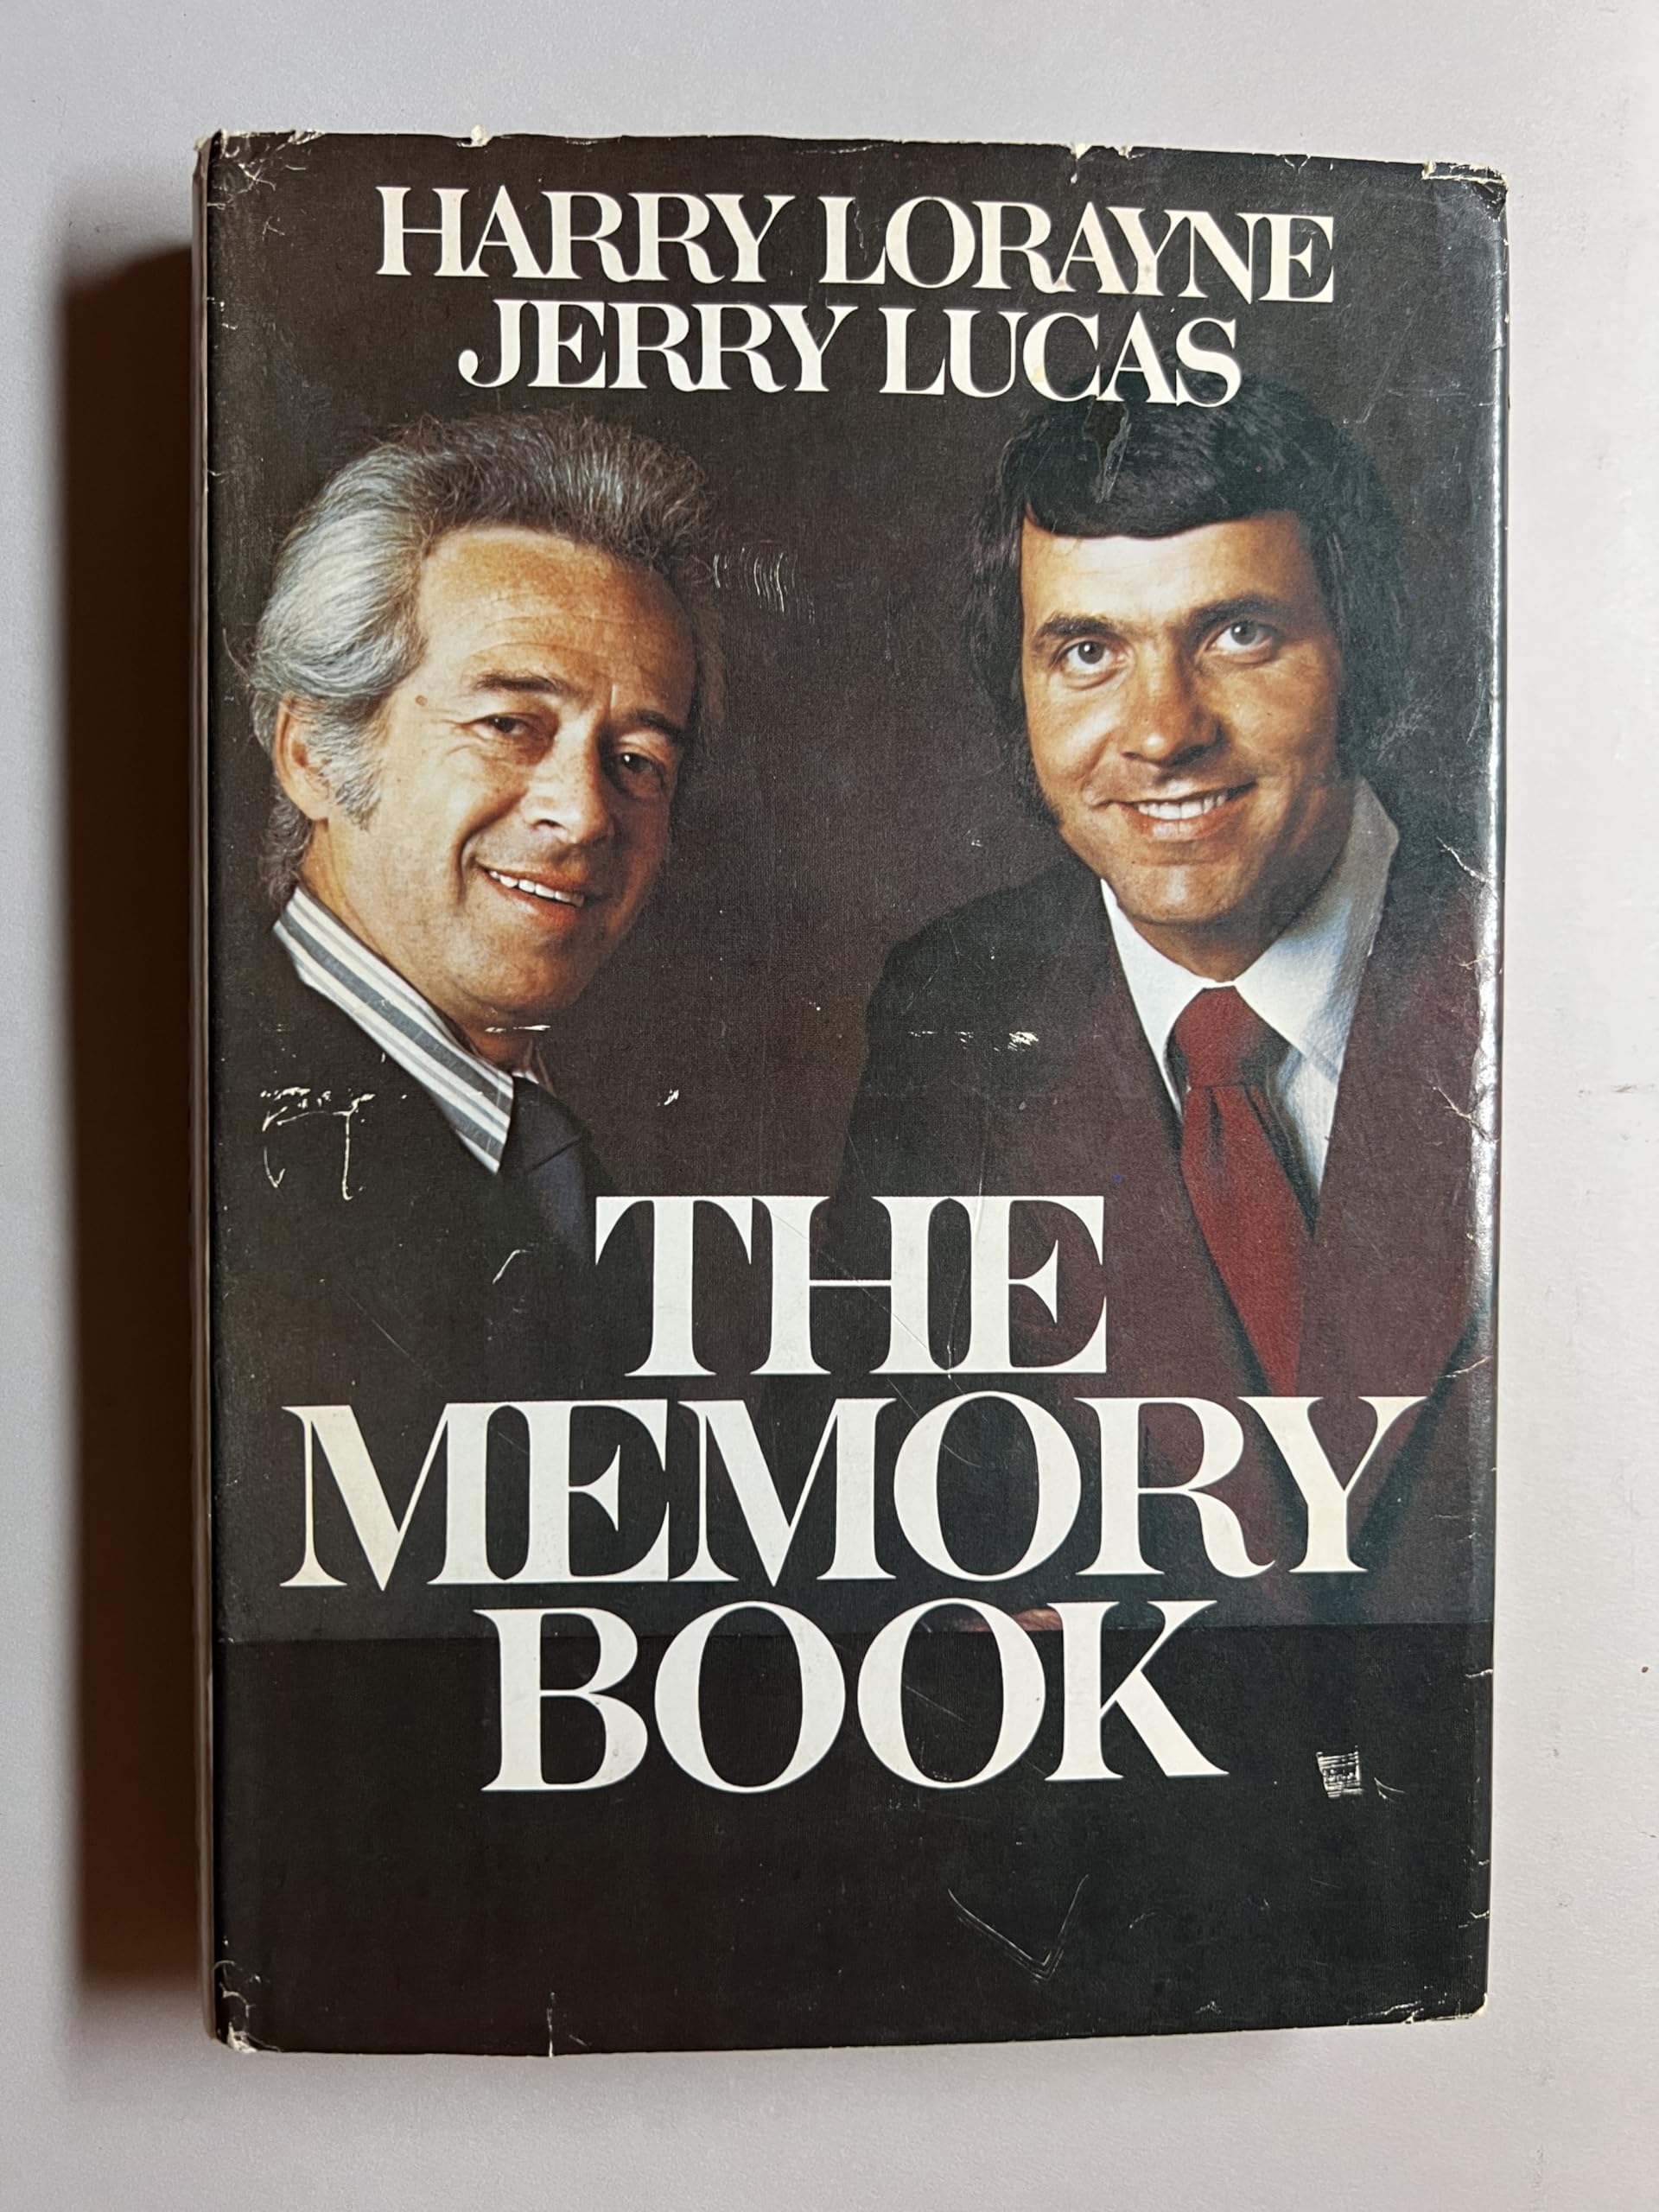 HARRY LORAYNE
JERRY LUCAS
THE
MEMORY
BOOK